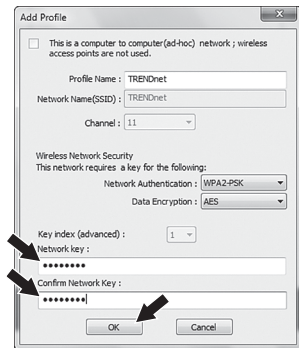 Add Profile
This is a computer to computer(ad-hoc) network ; wireless
access points are not used.
Profile Name : TRENDnet
Network Name(SSID) : TRENDnet
Channel : 11
Wireless Network Security
This network requires a key for the following:
Network Authentication : WPA2-PSK
Data Encryption : AES
Key index (advanced) : 1
Network key :
••••••••
Confirm Network Key :
••••••••
OK Cancel